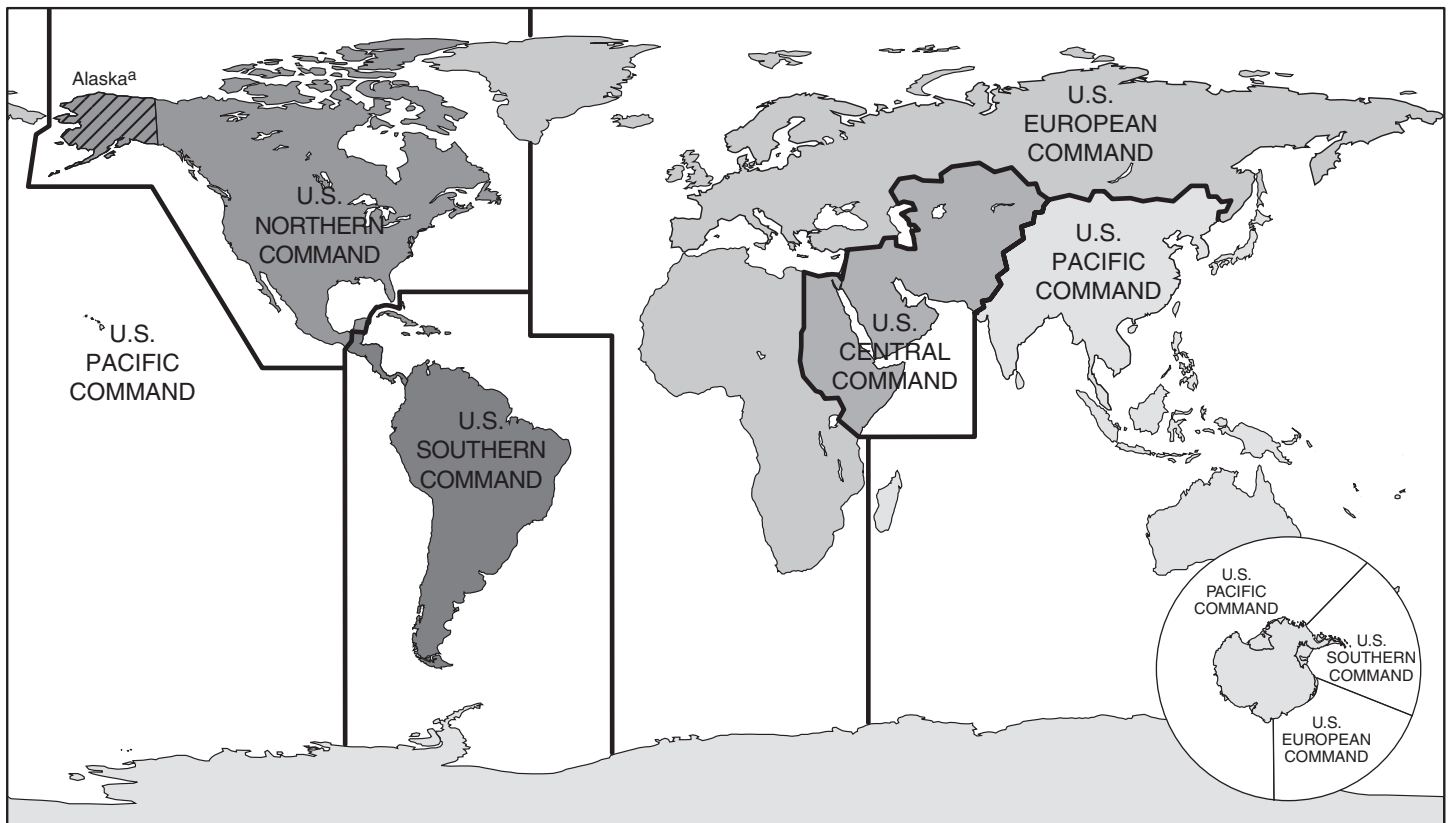 Alaskaª
U.S.
EUROPEAN
COMMAND
U.S.
NORTHERN
COMMAND
U.S.
PACIFIC
COMMAND
U.S.
PACIFIC
COMMAND
U.S.
CENTRAL
COMMAND
U.S.
SOUTHERN
COMMAND
U.S.
PACIFIC
COMMAND
U.S.
SOUTHERN
COMMAND
U.S.
EUROPEAN
COMMAND